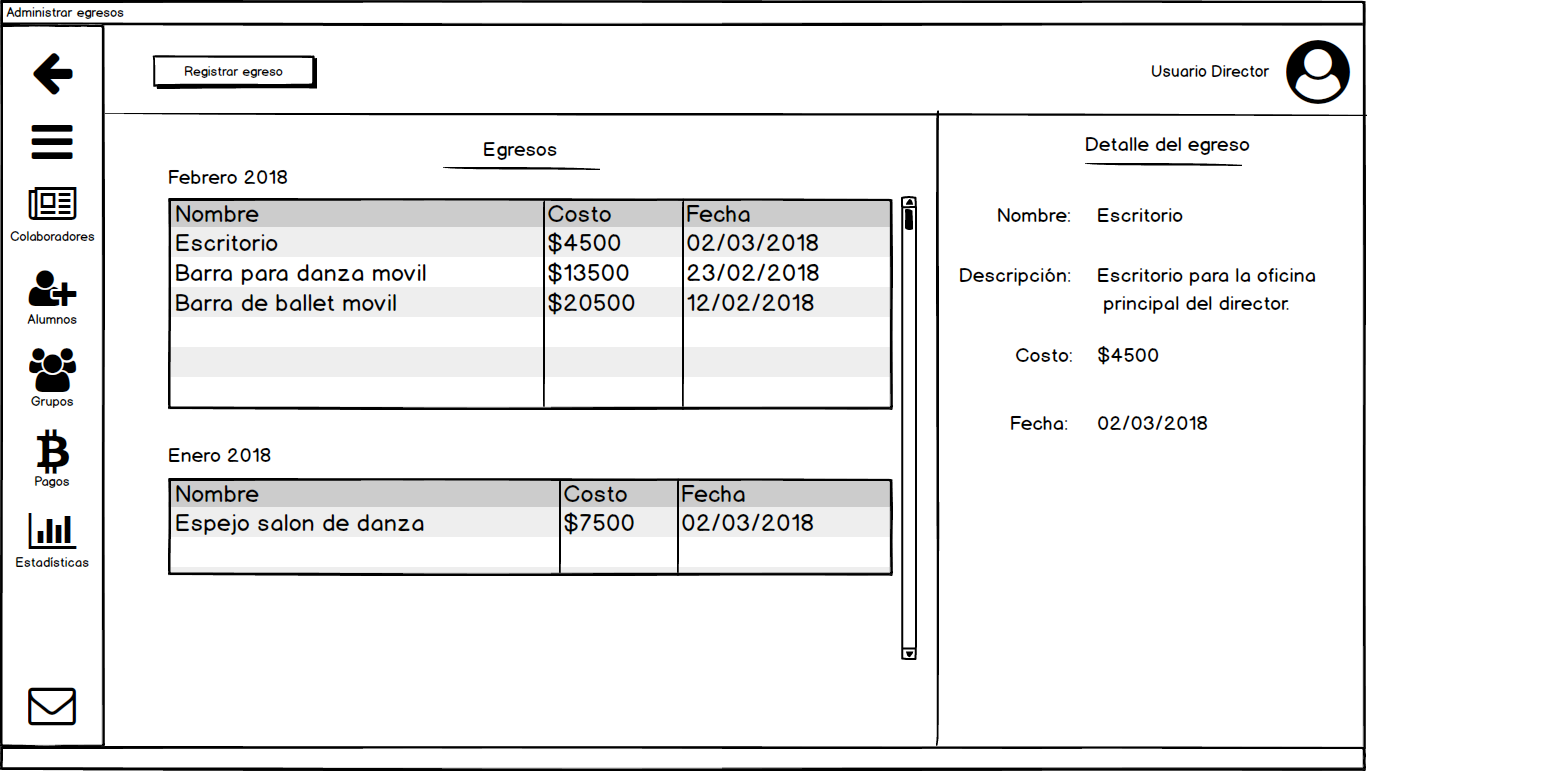 Administrar egresos
Registrar egreso
Usuario Director
Colaboradores
Alumnos
Grupos
Pagos
Estadísticas
Egresos
Febrero 2018
Nombre Costo Fecha
Escritorio $4500 02/03/2018
Barra para danza movil $13500 23/02/2018
Barra de ballet movil $20500 12/02/2018
Enero 2018
Nombre Costo Fecha
Espejo salon de danza $7500 02/03/2018
Detalle del egreso
Nombre: Escritorio
Descripción: Escritorio para la oficina
principal del director.
Costo: $4500
Fecha: 02/03/2018